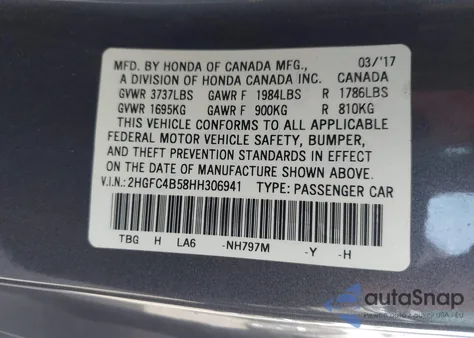 MFD. BY HONDA OF CANADA MFG., 03/'17
A DIVISION OF HONDA CANADA INC. CANADA
GVWR 3737LBS GAWR F 1984LBS R 1786LBS
GVWR 1695KG GAWR F 900KG R 810KG
THIS VEHICLE CONFORMS TO ALL APPLICABLE
FEDERAL MOTOR VEHICLE SAFETY, BUMPER,
AND THEFT PREVENTION STANDARDS IN EFFECT
ON THE DATE OF MANUFACTURE SHOWN ABOVE.
V.I.N.: 2HGFC4B58HH306941 TYPE: PASSENGER CAR
TBG H LA6 -NH797M -Y -H
autoSnap